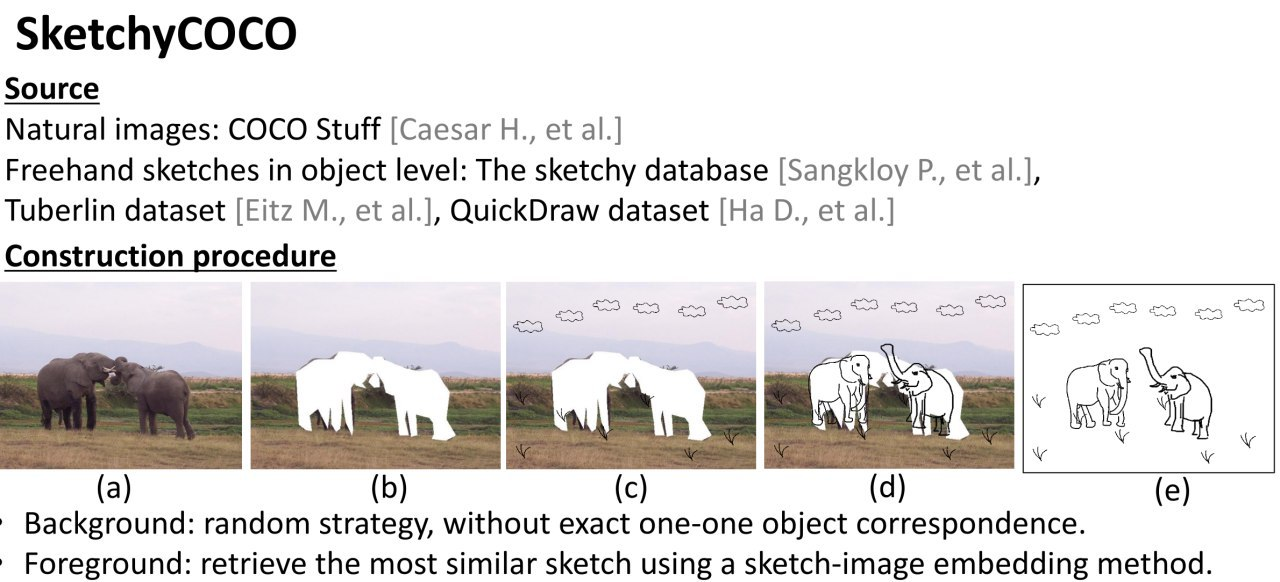 SketchyCOCO
Source
Natural images: COCO Stuff [Caesar H., et al.]
Freehand sketches in object level: The sketchy database [Sangkloy P., et al.],
Tuberlin dataset [Eitz M., et al.], QuickDraw dataset [Ha D., et al.]
Construction procedure
(a) (b) (c) (d) (e)
• Background: random strategy, without exact one-one object correspondence.
• Foreground: retrieve the most similar sketch using a sketch-image embedding method.